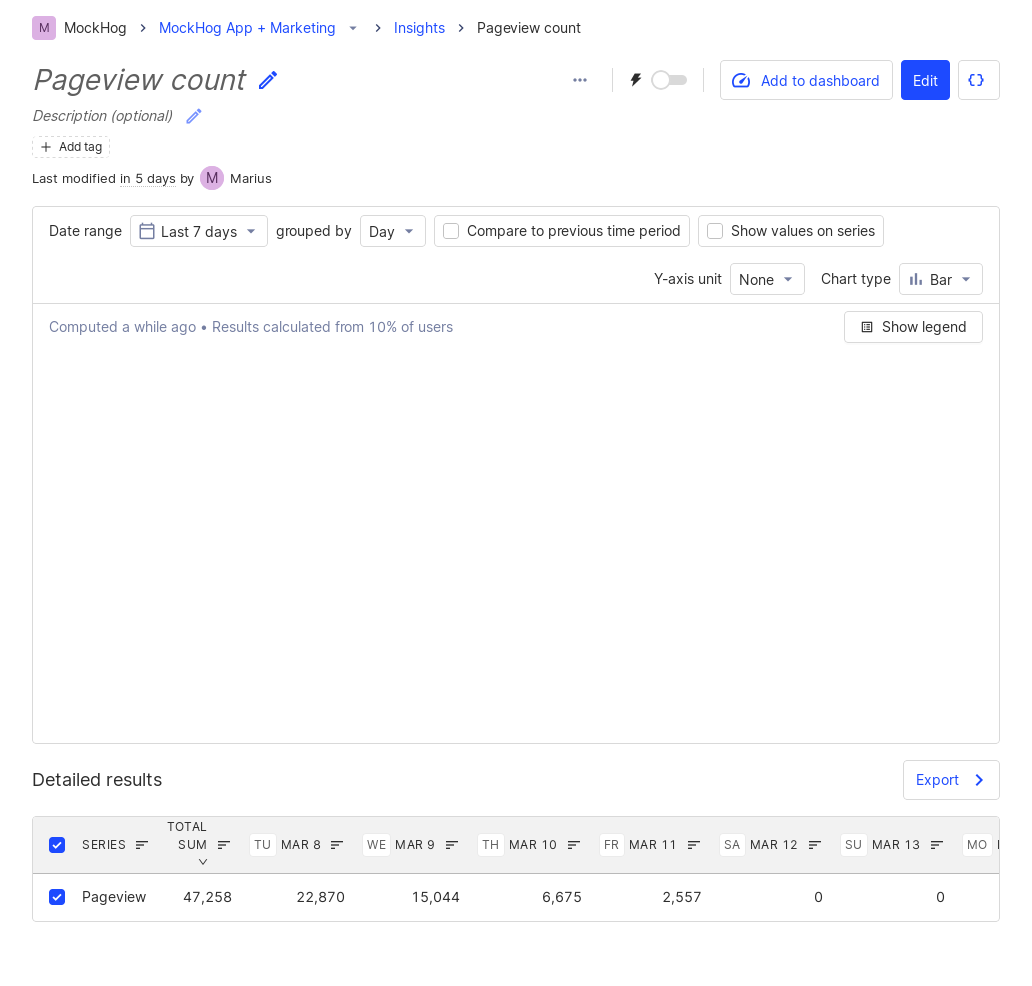 M MockHog MockHog App + Marketing Insights Pageview count
Pageview count
Add to dashboard Edit
Description (optional)
Add tag
Last modified in 5 days by M Marius
Date range Last 7 days grouped by Day Compare to previous time period Show values on series
Y-axis unit None Chart type Bar
Computed a while ago • Results calculated from 10% of users Show legend
Detailed results Export
SERIES TOTAL SUM TU MAR 8 WE MAR 9 TH MAR 10 FR MAR 11 SA MAR 12 SU MAR 13 MO
Pageview 47,258 22,870 15,044 6,675 2,557 0 0